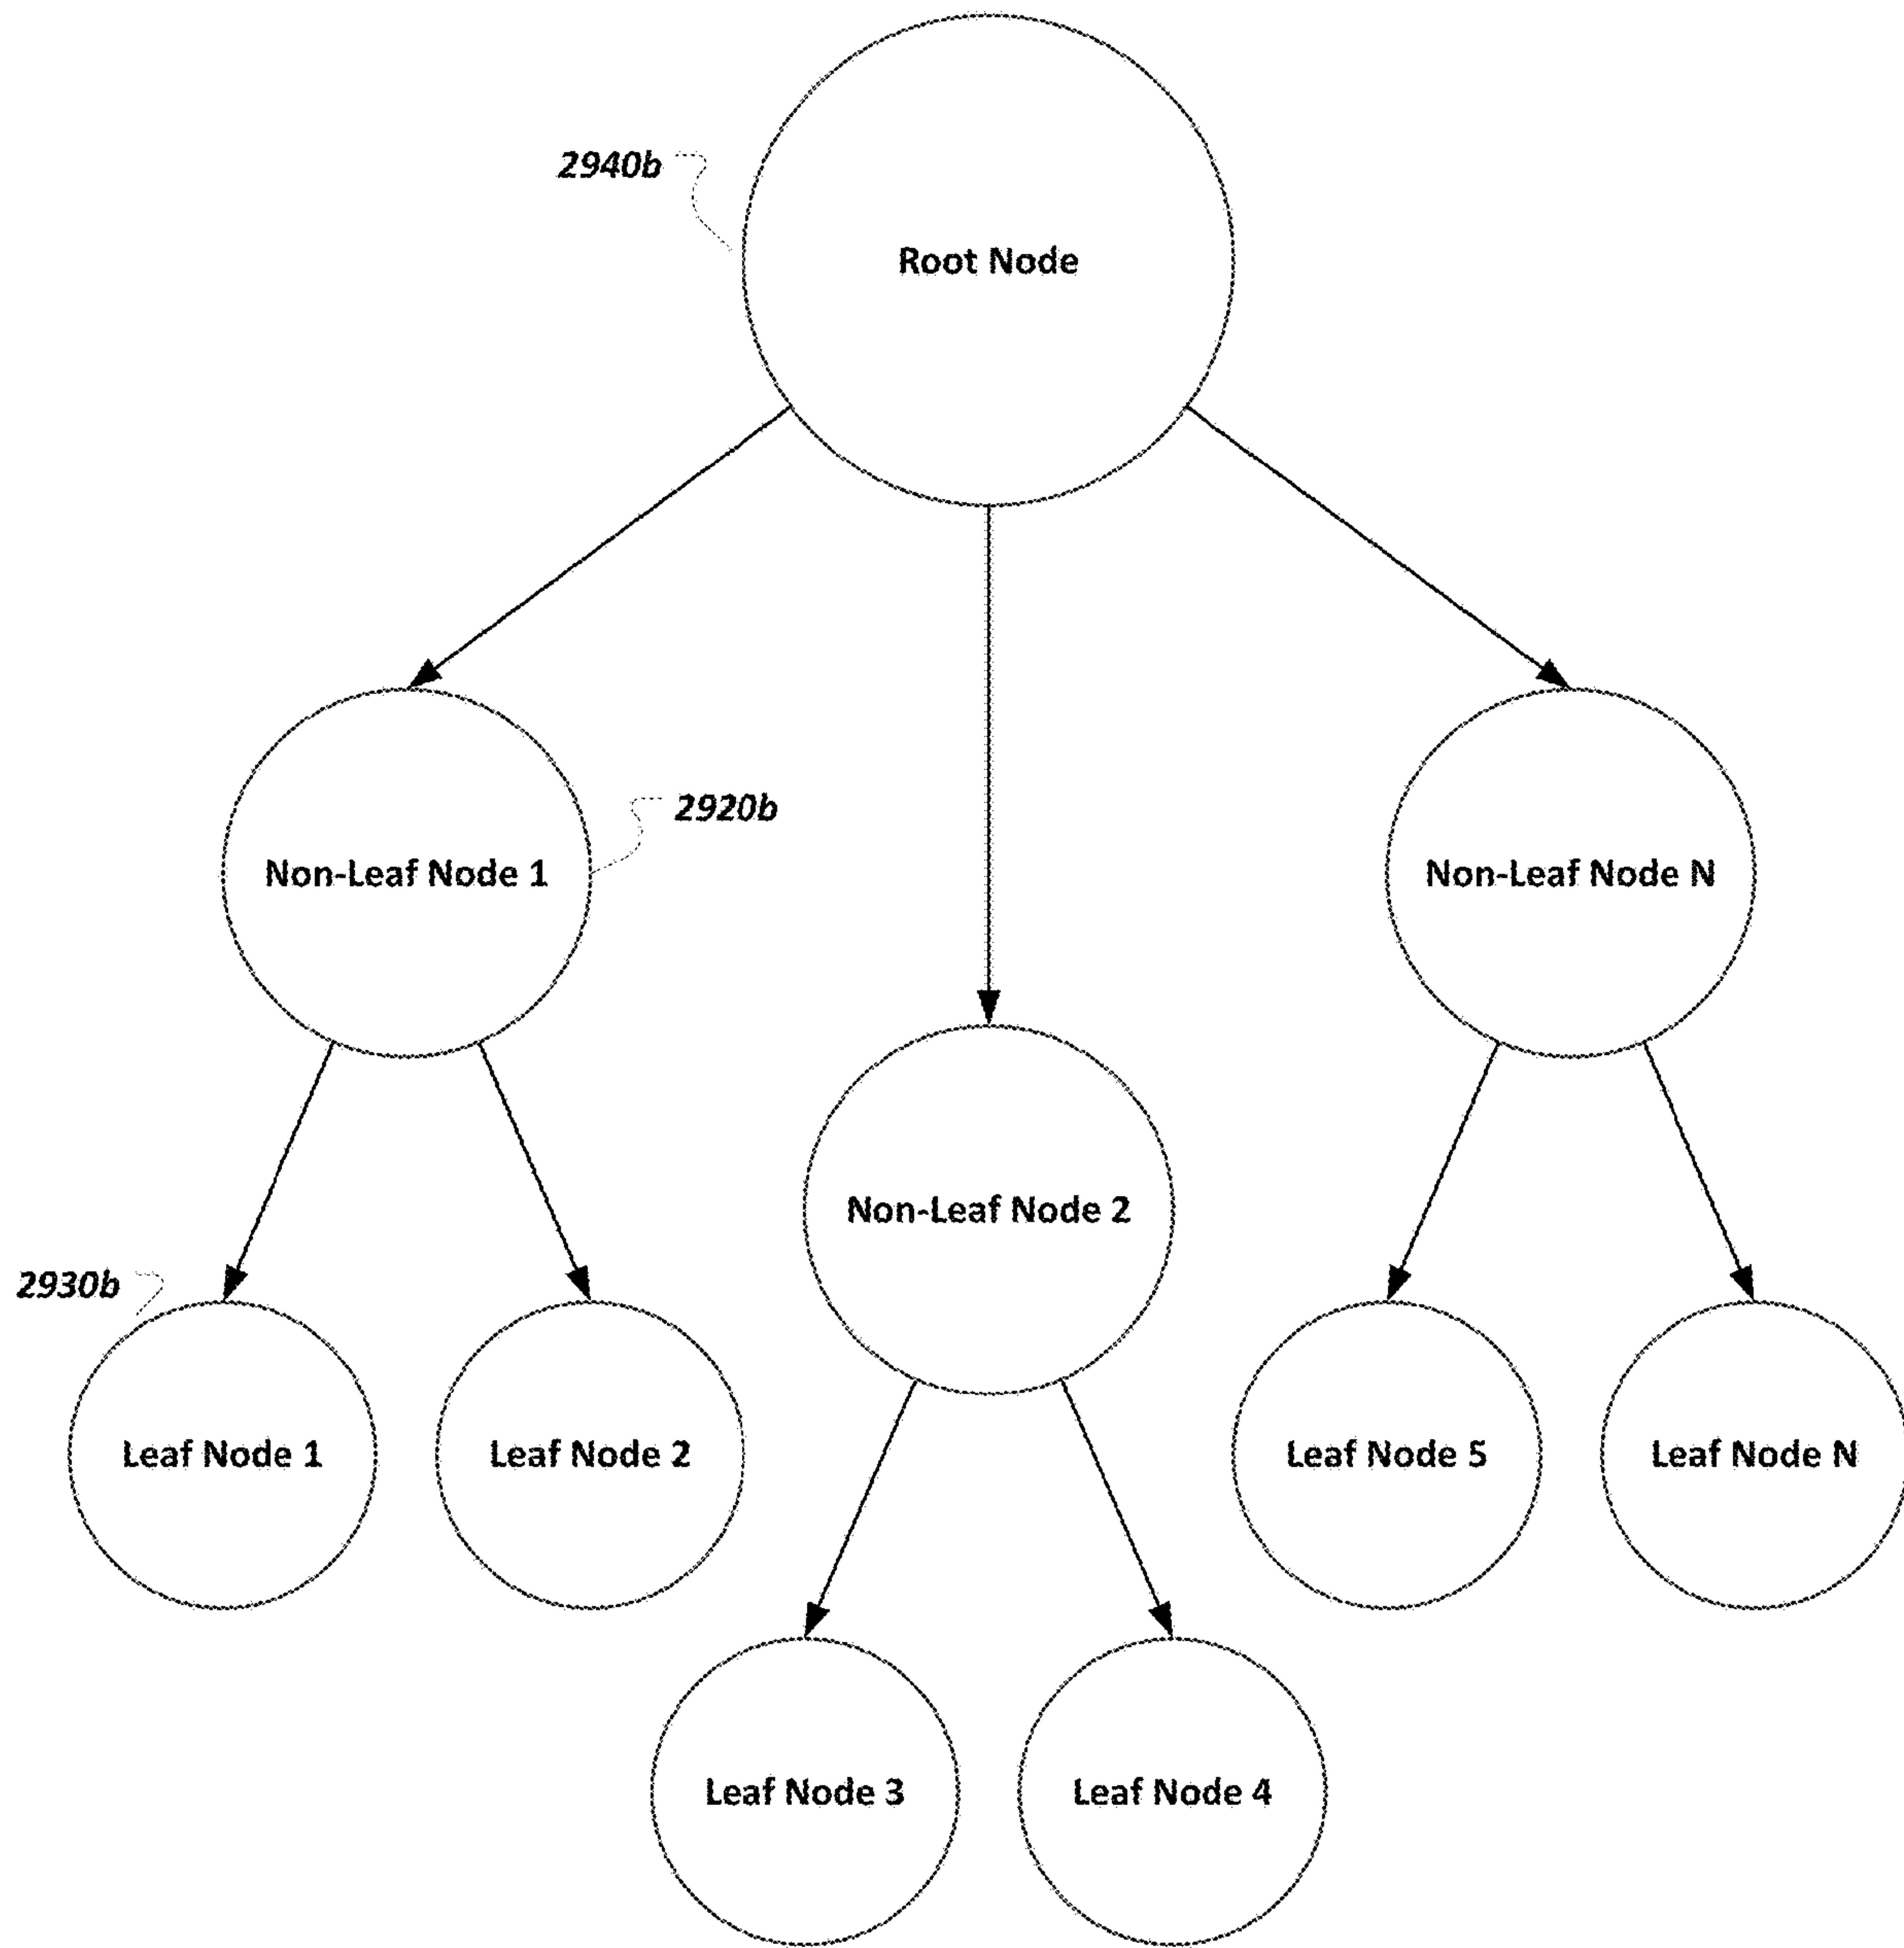 2940b
Root Node
2920b
Non-Leaf Node 1
Non-Leaf Node N
Non-Leaf Node 2
2930b
Leaf Node 1
Leaf Node 2
Leaf Node 5
Leaf Node N
Leaf Node 3
Leaf Node 4